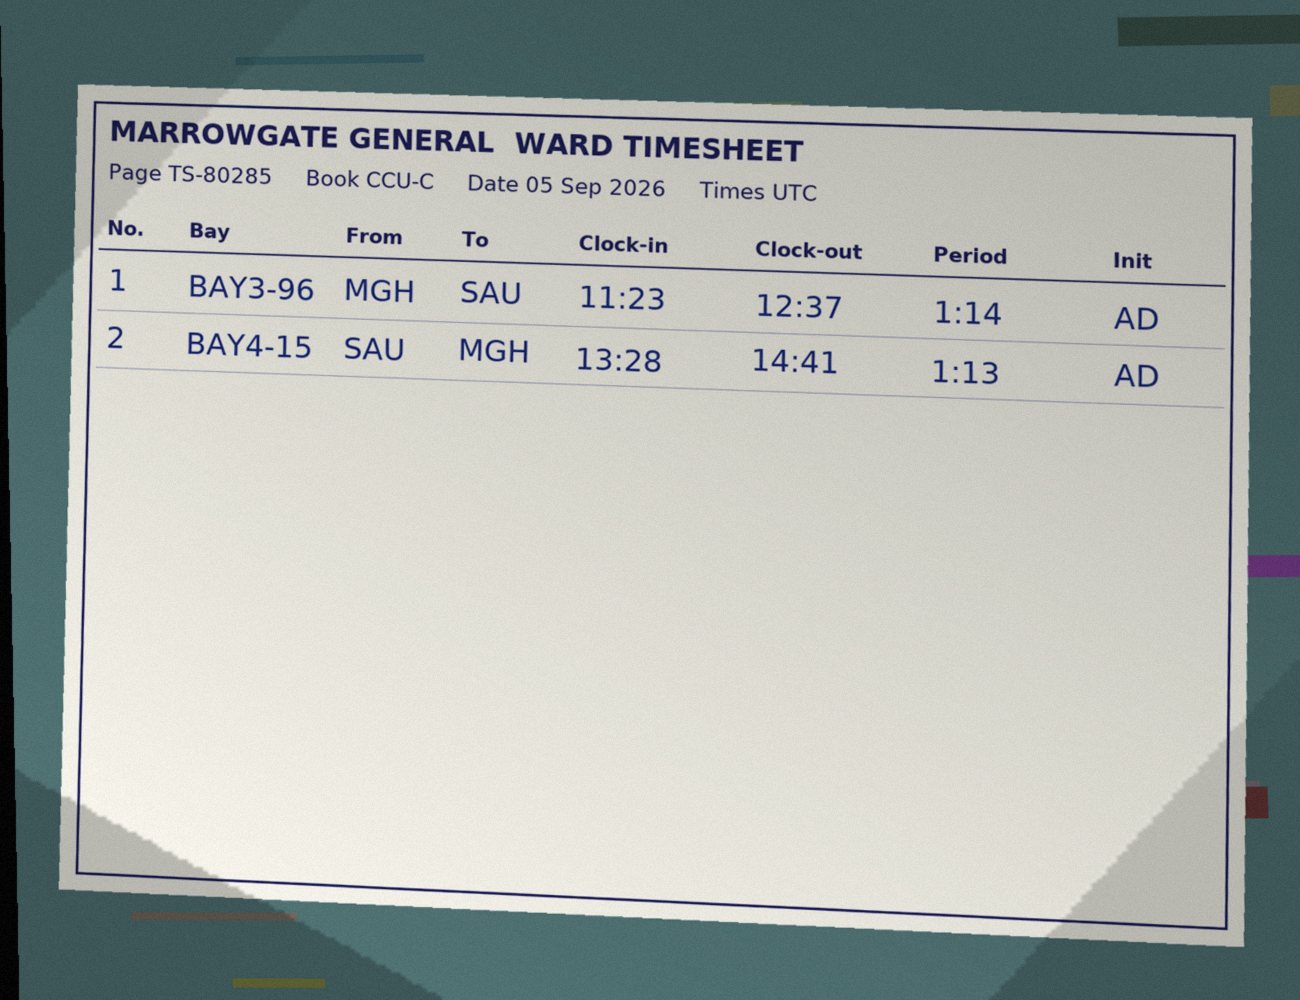 MARROWGATE GENERAL WARD TIMESHEET
Page TS-80285 Book CCU-C Date 05 Sep 2026 Times UTC
No. Bay From To Clock-in Clock-out Period Init
1 BAY3-96 MGH SAU 11:23 12:37 1:14 AD
2 BAY4-15 SAU MGH 13:28 14:41 1:13 AD